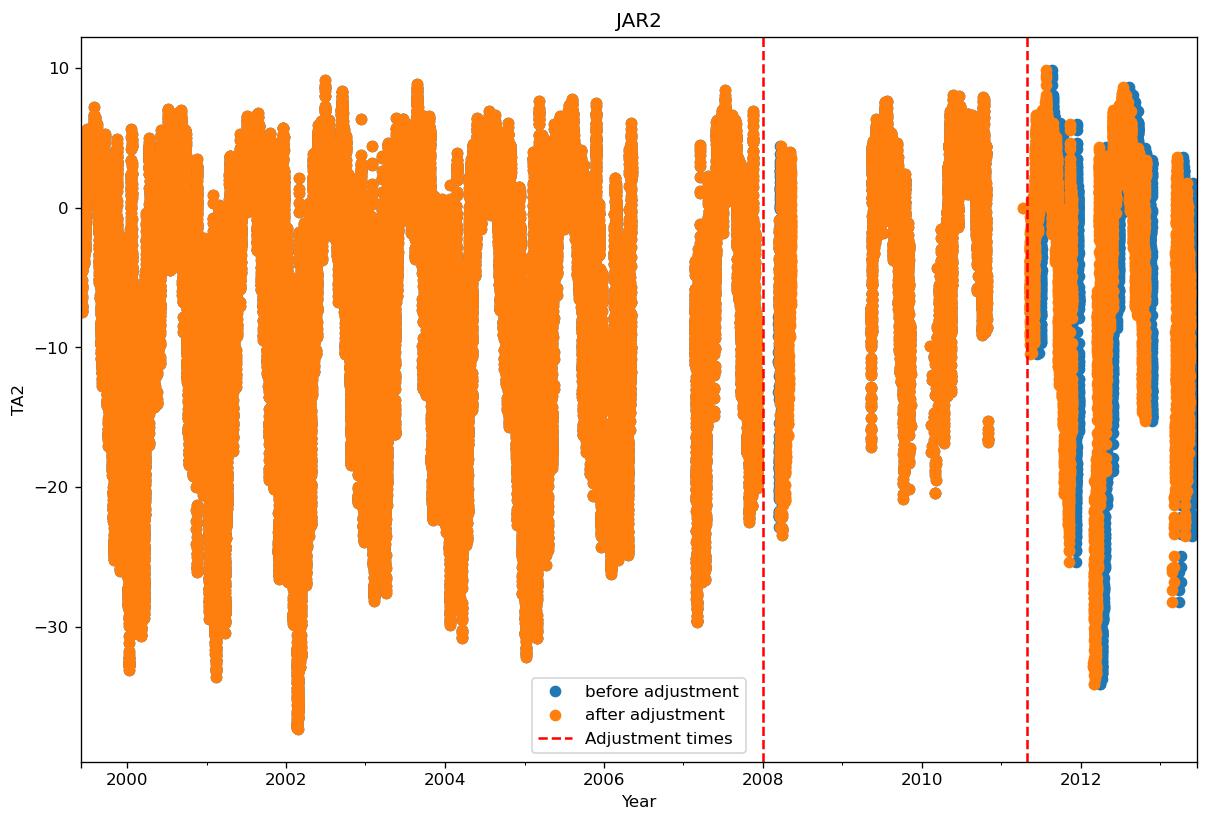 JAR2
10
0
−10
−20
−30
TA2
before adjustment
after adjustment
Adjustment times
2000 2002 2004 2006 2008 2010 2012
Year